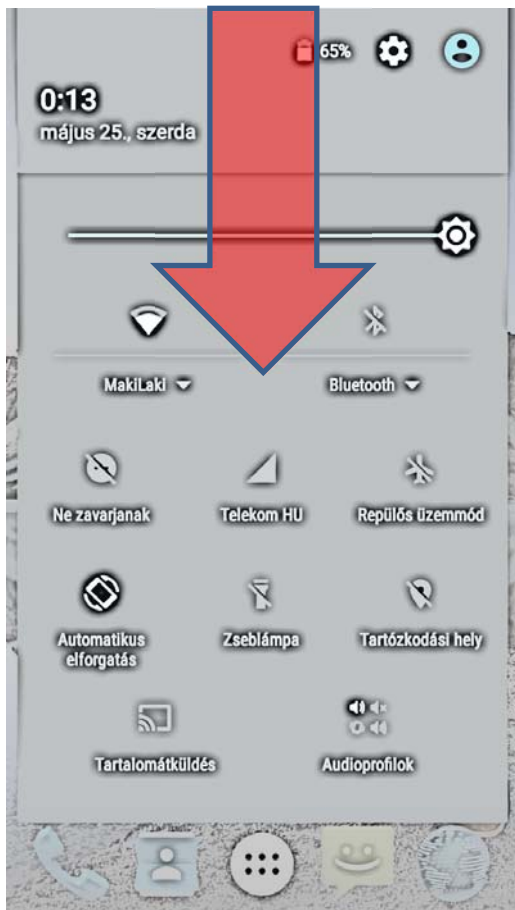 65%
0:13
május 25., szerda
MakiLaki
Bluetooth
Ne zavarjanak
Telekom HU
Repülős üzemmód
Automatikus
elforgatás
Zseblámpa
Tartózkodási hely
Tartalomátküldés
Audioprofilok